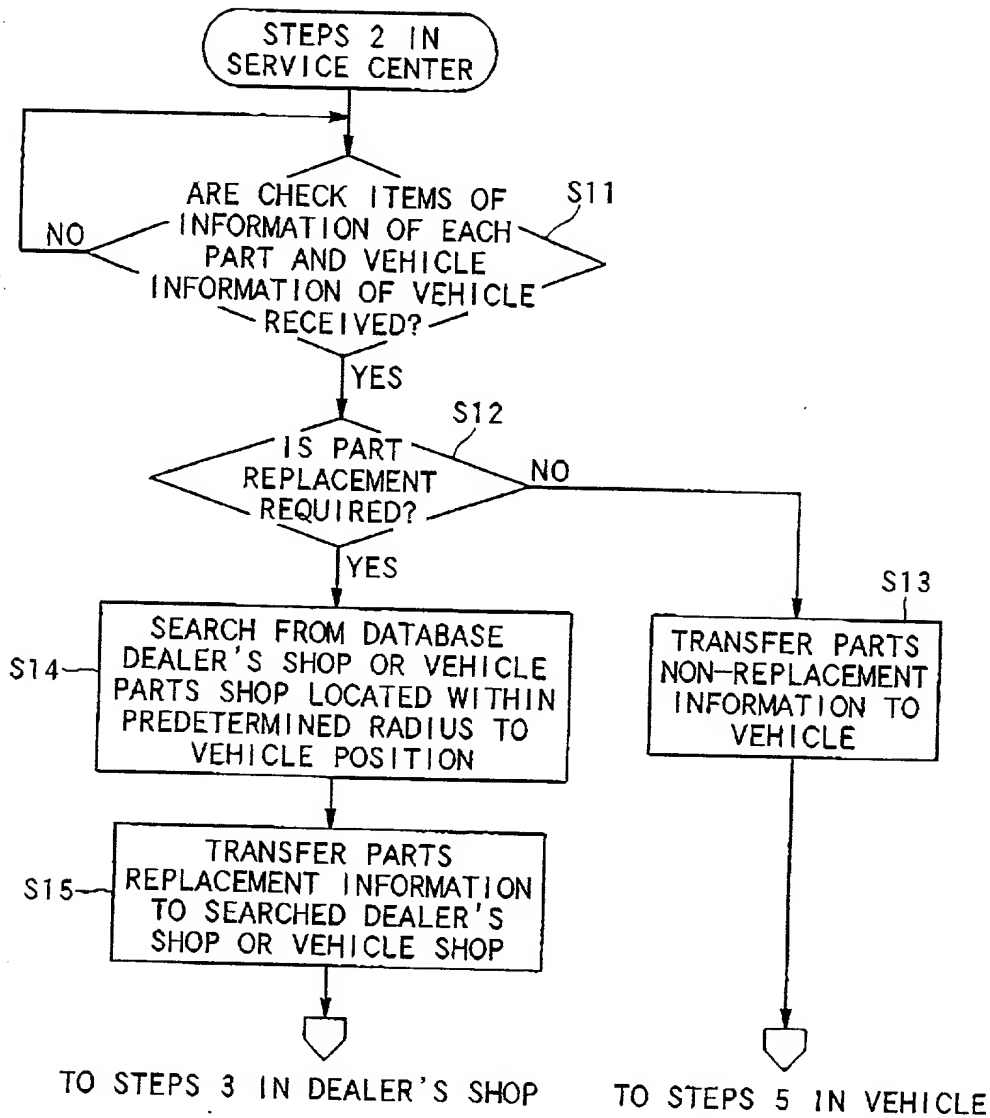 STEPS 2 IN
SERVICE CENTER
ARE CHECK ITEMS OF
INFORMATION OF EACH
PART AND VEHICLE
INFORMATION OF VEHICLE
RECEIVED?
S11
NO
YES
IS PART
REPLACEMENT
REQUIRED?
S12
NO
YES
S13
TRANSFER PARTS
NON-REPLACEMENT
INFORMATION TO
VEHICLE
S14
SEARCH FROM DATABASE
DEALER'S SHOP OR VEHICLE
PARTS SHOP LOCATED WITHIN
PREDETERMINED RADIUS TO
VEHICLE POSITION
S15
TRANSFER PARTS
REPLACEMENT INFORMATION
TO SEARCHED DEALER'S
SHOP OR VEHICLE SHOP
TO STEPS 3 IN DEALER'S SHOP
TO STEPS 5 IN VEHICLE